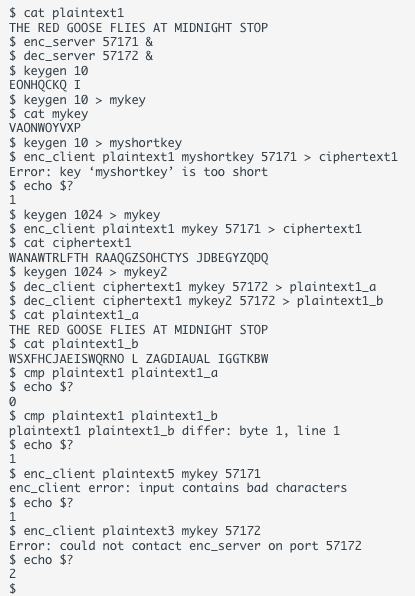 $ cat plaintext1
THE RED GOOSE FLIES AT MIDNIGHT STOP
$ enc_server 57171 &
$ dec_server 57172 &
$ keygen 10
EONHQCKQ I
$ keygen 10 > mykey
$ cat mykey
VAONWOYVXP
$ keygen 10 > myshortkey
$ enc_client plaintext1 myshortkey 57171 > ciphertext1
Error: key ‘myshortkey’ is too short
$ echo $?
1
$ keygen 1024 > mykey
$ enc_client plaintext1 mykey 57171 > ciphertext1
$ cat ciphertext1
WANAWTRLFTH RAAQGZSOHCTYS JDBEGYZQDQ
$ keygen 1024 > mykey2
$ dec_client ciphertext1 mykey 57172 > plaintext1_a
$ dec_client ciphertext1 mykey2 57172 > plaintext1_b
$ cat plaintext1_a
THE RED GOOSE FLIES AT MIDNIGHT STOP
$ cat plaintext1_b
WSXFHCJAEISWQRNO L ZAGDIAUAL IGGTKBW
$ cmp plaintext1 plaintext1_a
$ echo $?
0
$ cmp plaintext1 plaintext1_b
plaintext1 plaintext1_b differ: byte 1, line 1
$ echo $?
1
$ enc_client plaintext5 mykey 57171
enc_client error: input contains bad characters
$ echo $?
1
$ enc_client plaintext3 mykey 57172
Error: could not contact enc_server on port 57172
$ echo $?
2
$